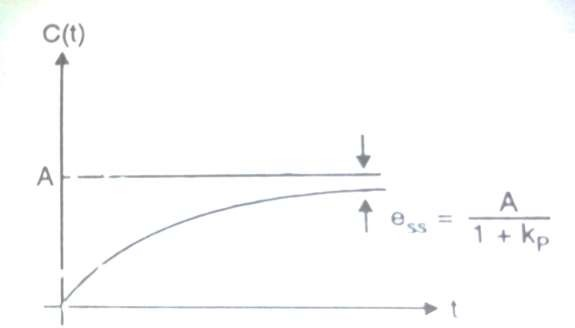 C(t)
A
e_ss = A / (1 + k_p)
t